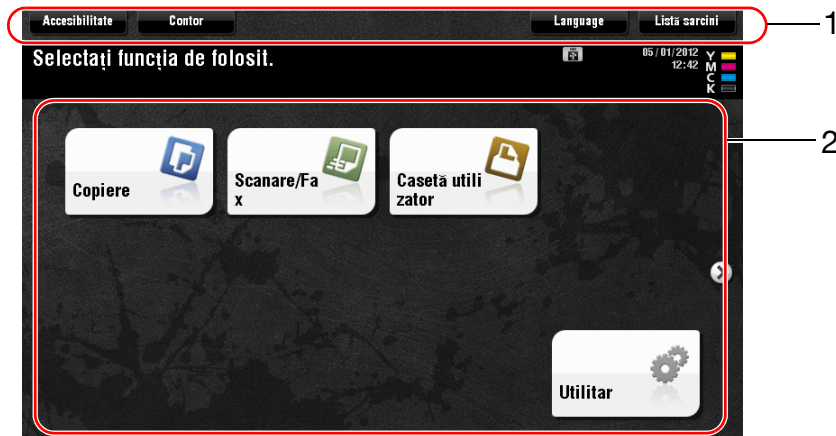 Accesibilitate Contor Language Listă sarcini 1
Selectaţi funcţia de folosit. 05/01/2012 Y
12:42 M
C
K
2
Copiere
Scanare/Fa
x
Casetă utili
zator
Utilitar